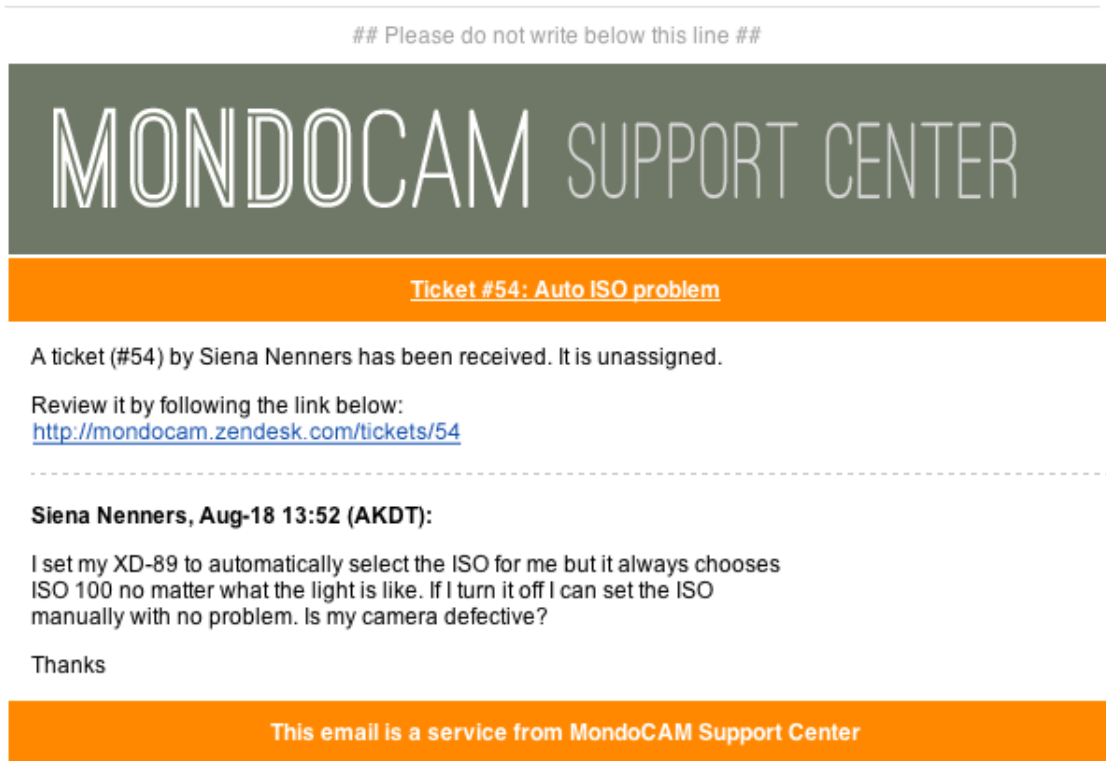 ## Please do not write below this line ##
MONDOCAM SUPPORT CENTER
Ticket #54: Auto ISO problem
A ticket (#54) by Siena Nenners has been received. It is unassigned.
Review it by following the link below:
http://mondocam.zendesk.com/tickets/54
Siena Nenners, Aug-18 13:52 (AKDT):
I set my XD-89 to automatically select the ISO for me but it always chooses
ISO 100 no matter what the light is like. If I turn it off I can set the ISO
manually with no problem. Is my camera defective?
Thanks
This email is a service from MondoCAM Support Center